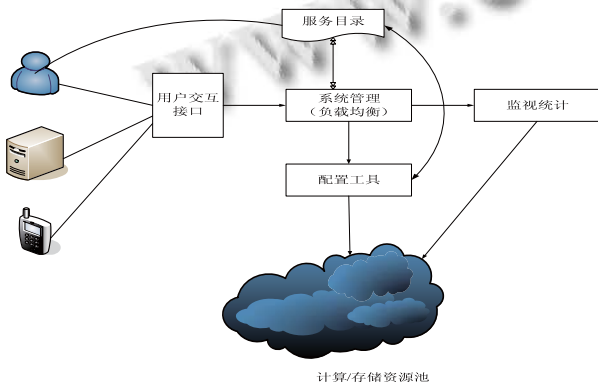 服务目录
用户交互
接口
系统管理
（负载均衡）
监视统计
配置工具
计算/存储资源池